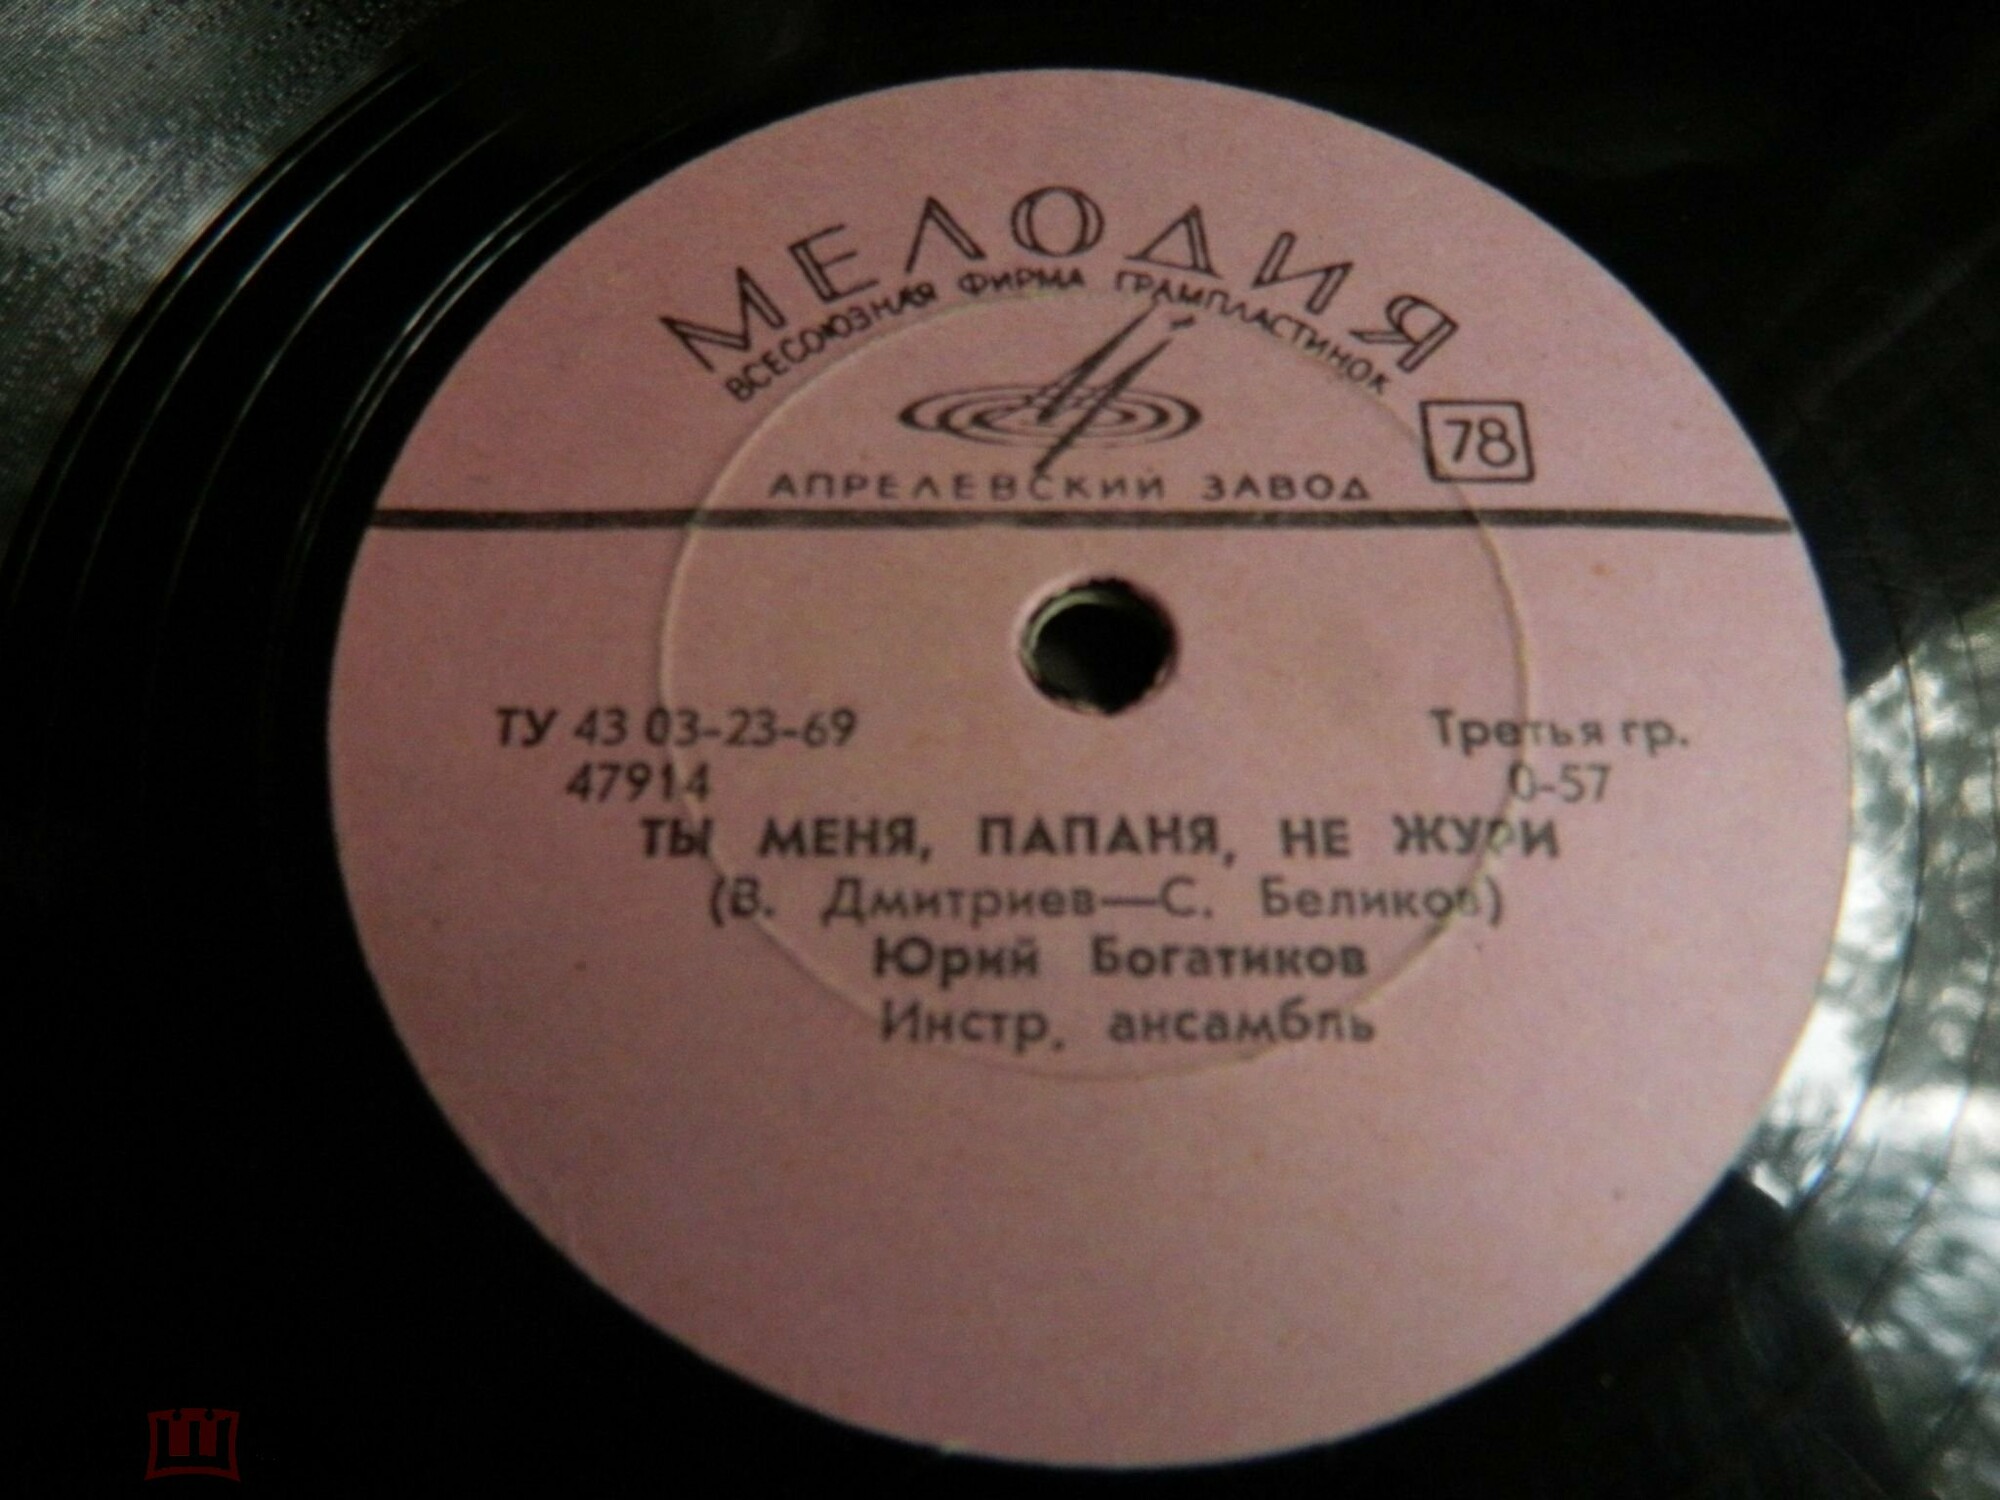 МЕЛОДИЯ
ВСЕСОЮЗНАЯ ФИРМА ГРАМПЛАСТИНОК
78
АПРЕЛЕВСКИЙ ЗАВОД
ТУ 43 03-23-69
Третья гр.
47914
0-57
ТЫ МЕНЯ, ПАПАНЯ, НЕ ЖУРИ
(В. Дмитриев—С. Беликов)
Юрий Богатиков
Инстр. ансамбль